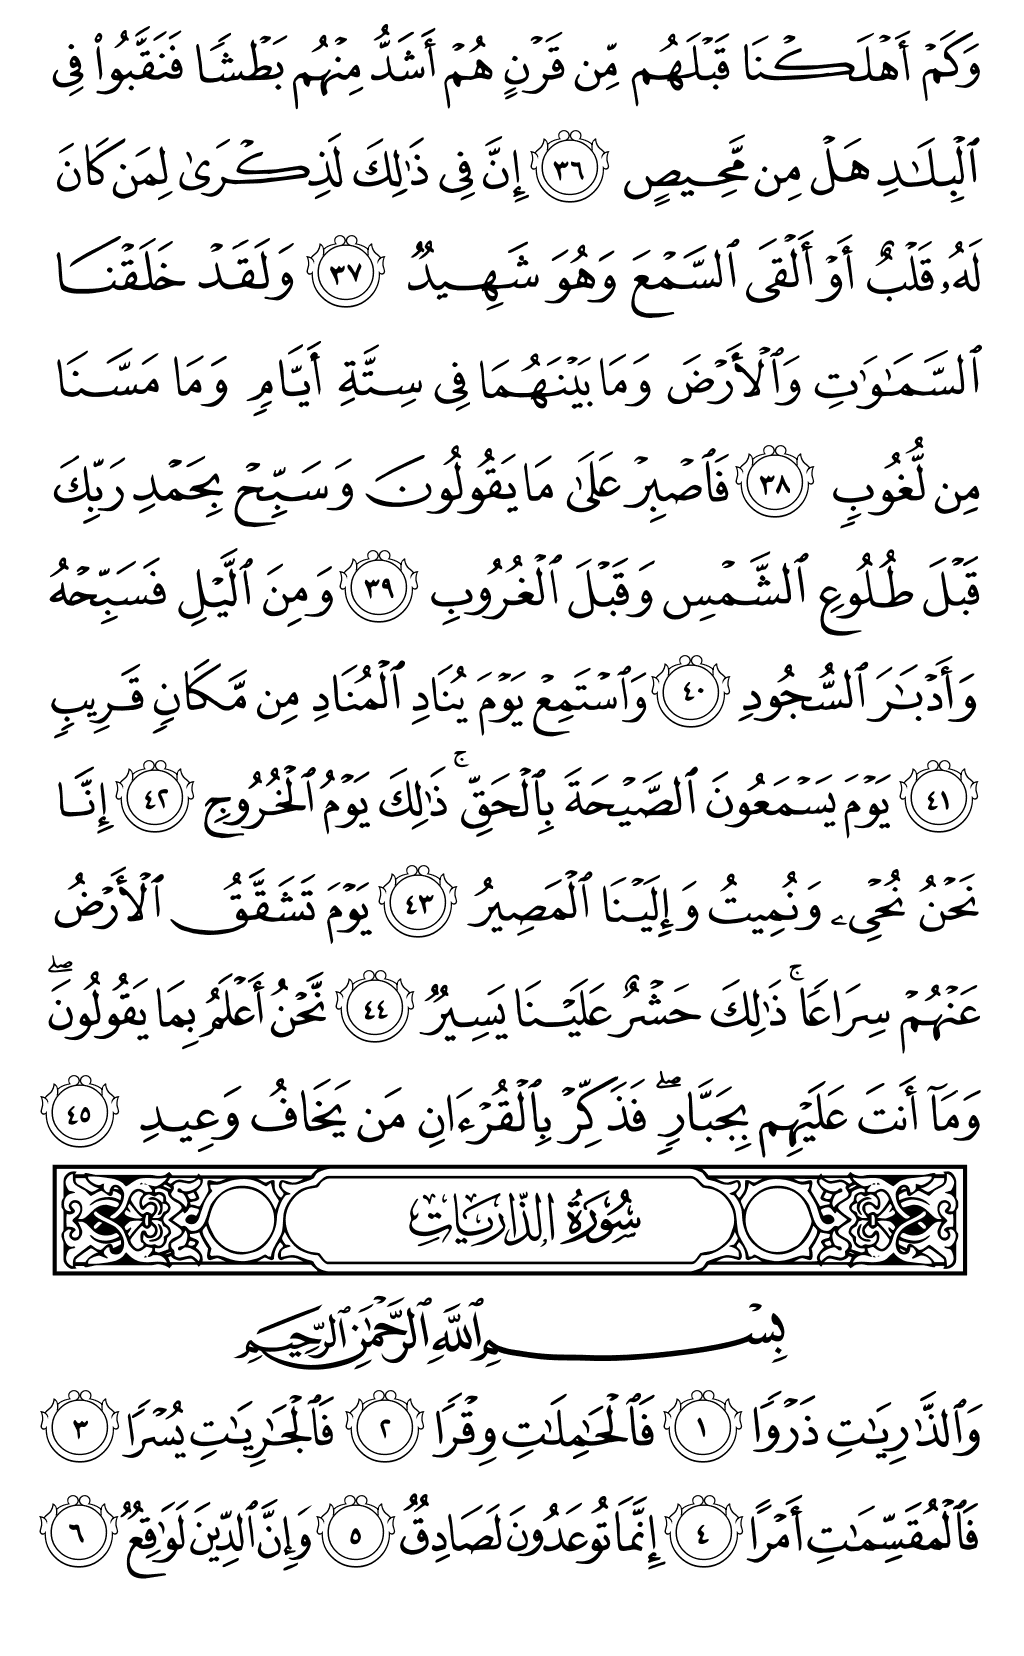 وَكَمۡ أَهۡلَكۡنَا قَبۡلَهُم مِّن قَرۡنٍ هُمۡ أَشَدُّ مِنۡهُم بَطۡشٗا فَنَقَّبُواْ فِي
ٱلۡبِلَٰدِ هَلۡ مِن مَّحِيصٍ ٣٦ إِنَّ فِي ذَٰلِكَ لَذِكۡرَىٰ لِمَن كَانَ
لَهُۥ قَلۡبٌ أَوۡ أَلۡقَى ٱلسَّمۡعَ وَهُوَ شَهِيدٞ ٣٧ وَلَقَدۡ خَلَقۡنَا
ٱلسَّمَٰوَٰتِ وَٱلۡأَرۡضَ وَمَا بَيۡنَهُمَا فِي سِتَّةِ أَيَّامٖ وَمَا مَسَّنَا
مِن لُّغُوبٖ ٣٨ فَٱصۡبِرۡ عَلَىٰ مَا يَقُولُونَ وَسَبِّحۡ بِحَمۡدِ رَبِّكَ
قَبۡلَ طُلُوعِ ٱلشَّمۡسِ وَقَبۡلَ ٱلۡغُرُوبِ ٣٩ وَمِنَ ٱلَّيۡلِ فَسَبِّحۡهُ
وَأَدۡبَٰرَ ٱلسُّجُودِ ٤٠ وَٱسۡتَمِعۡ يَوۡمَ يُنَادِ ٱلۡمُنَادِ مِن مَّكَانٖ قَرِيبٖ
٤١ يَوۡمَ يَسۡمَعُونَ ٱلصَّيۡحَةَ بِٱلۡحَقِّۚ ذَٰلِكَ يَوۡمُ ٱلۡخُرُوجِ ٤٢ إِنَّا
نَحۡنُ نُحۡيِۦ وَنُمِيتُ وَإِلَيۡنَا ٱلۡمَصِيرُ ٤٣ يَوۡمَ تَشَقَّقُ ٱلۡأَرۡضُ
عَنۡهُمۡ سِرَاعٗاۚ ذَٰلِكَ حَشۡرٌ عَلَيۡنَا يَسِيرٞ ٤٤ نَّحۡنُ أَعۡلَمُ بِمَا يَقُولُونَۖ
وَمَآ أَنتَ عَلَيۡهِم بِجَبَّارٖۖ فَذَكِّرۡ بِٱلۡقُرۡءَانِ مَن يَخَافُ وَعِيدِ ٤٥
سُورَةُ الذَّارِيَاتِ
بِسۡمِ ٱللَّهِ ٱلرَّحۡمَٰنِ ٱلرَّحِيمِ
وَٱلذَّٰرِيَٰتِ ذَرۡوٗا ١ فَٱلۡحَٰمِلَٰتِ وِقۡرٗا ٢ فَٱلۡجَٰرِيَٰتِ يُسۡرٗا ٣
فَٱلۡمُقَسِّمَٰتِ أَمۡرًا ٤ إِنَّمَا تُوعَدُونَ لَصَادِقٞ ٥ وَإِنَّ ٱلدِّينَ لَوَٰقِعٞ ٦